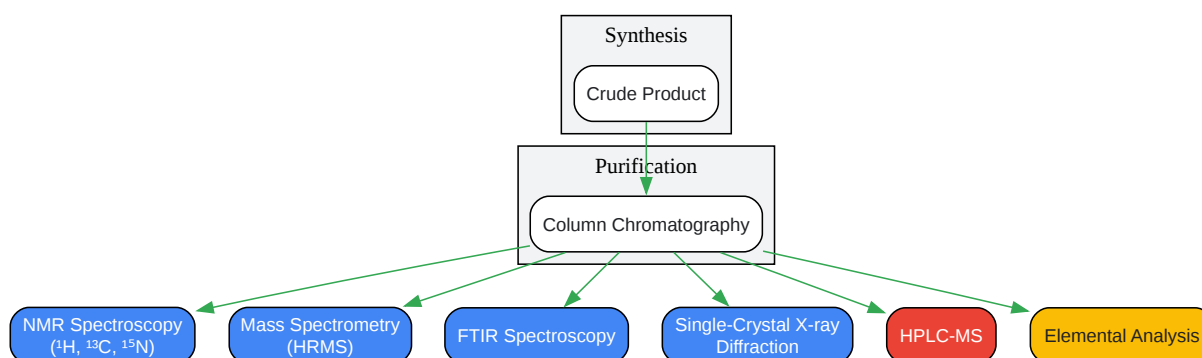 Synthesis
Crude Product
Purification
Column Chromatography
NMR Spectroscopy
(¹H, ¹³C, ¹⁵N)
Mass Spectrometry
(HRMS)
FTIR Spectroscopy
Single-Crystal X-ray
Diffraction
HPLC-MS
Elemental Analysis